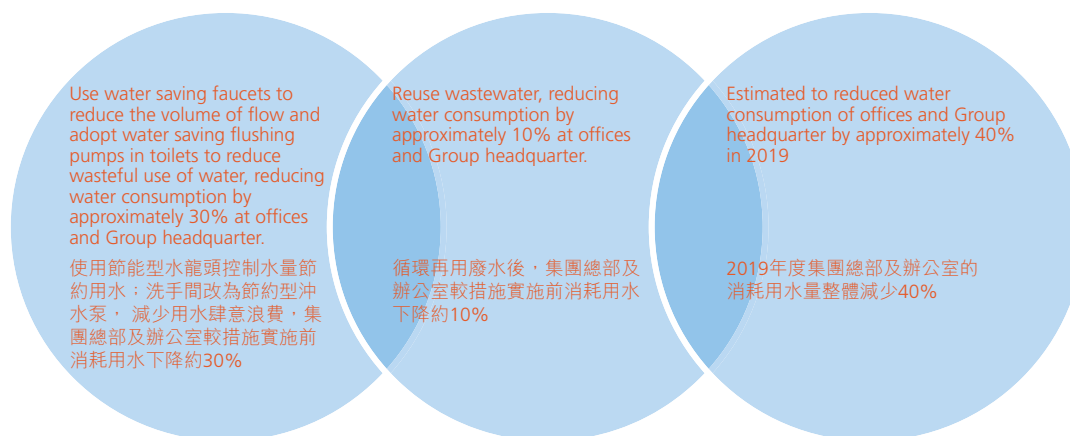 Use water saving faucets to
reduce the volume of flow and
adopt water saving flushing
pumps in toilets to reduce
wasteful use of water, reducing
water consumption by
approximately 30% at offices
and Group headquarter.
使用節能型水龍頭控制水量節
約用水；洗手間改為節約型沖
水泵， 減少用水肆意浪費，集
團總部及辦公室較措施實施前
消耗用水下降約30%
Reuse wastewater, reducing
water consumption by
approximately 10% at offices
and Group headquarter.
循環再用廢水後，集團總部及
辦公室較措施實施前消耗用水
下降約10%
Estimated to reduced water
consumption of offices and Group
headquarter by approximately 40%
in 2019
2019年度集團總部及辦公室的
消耗用水量整體減少40%